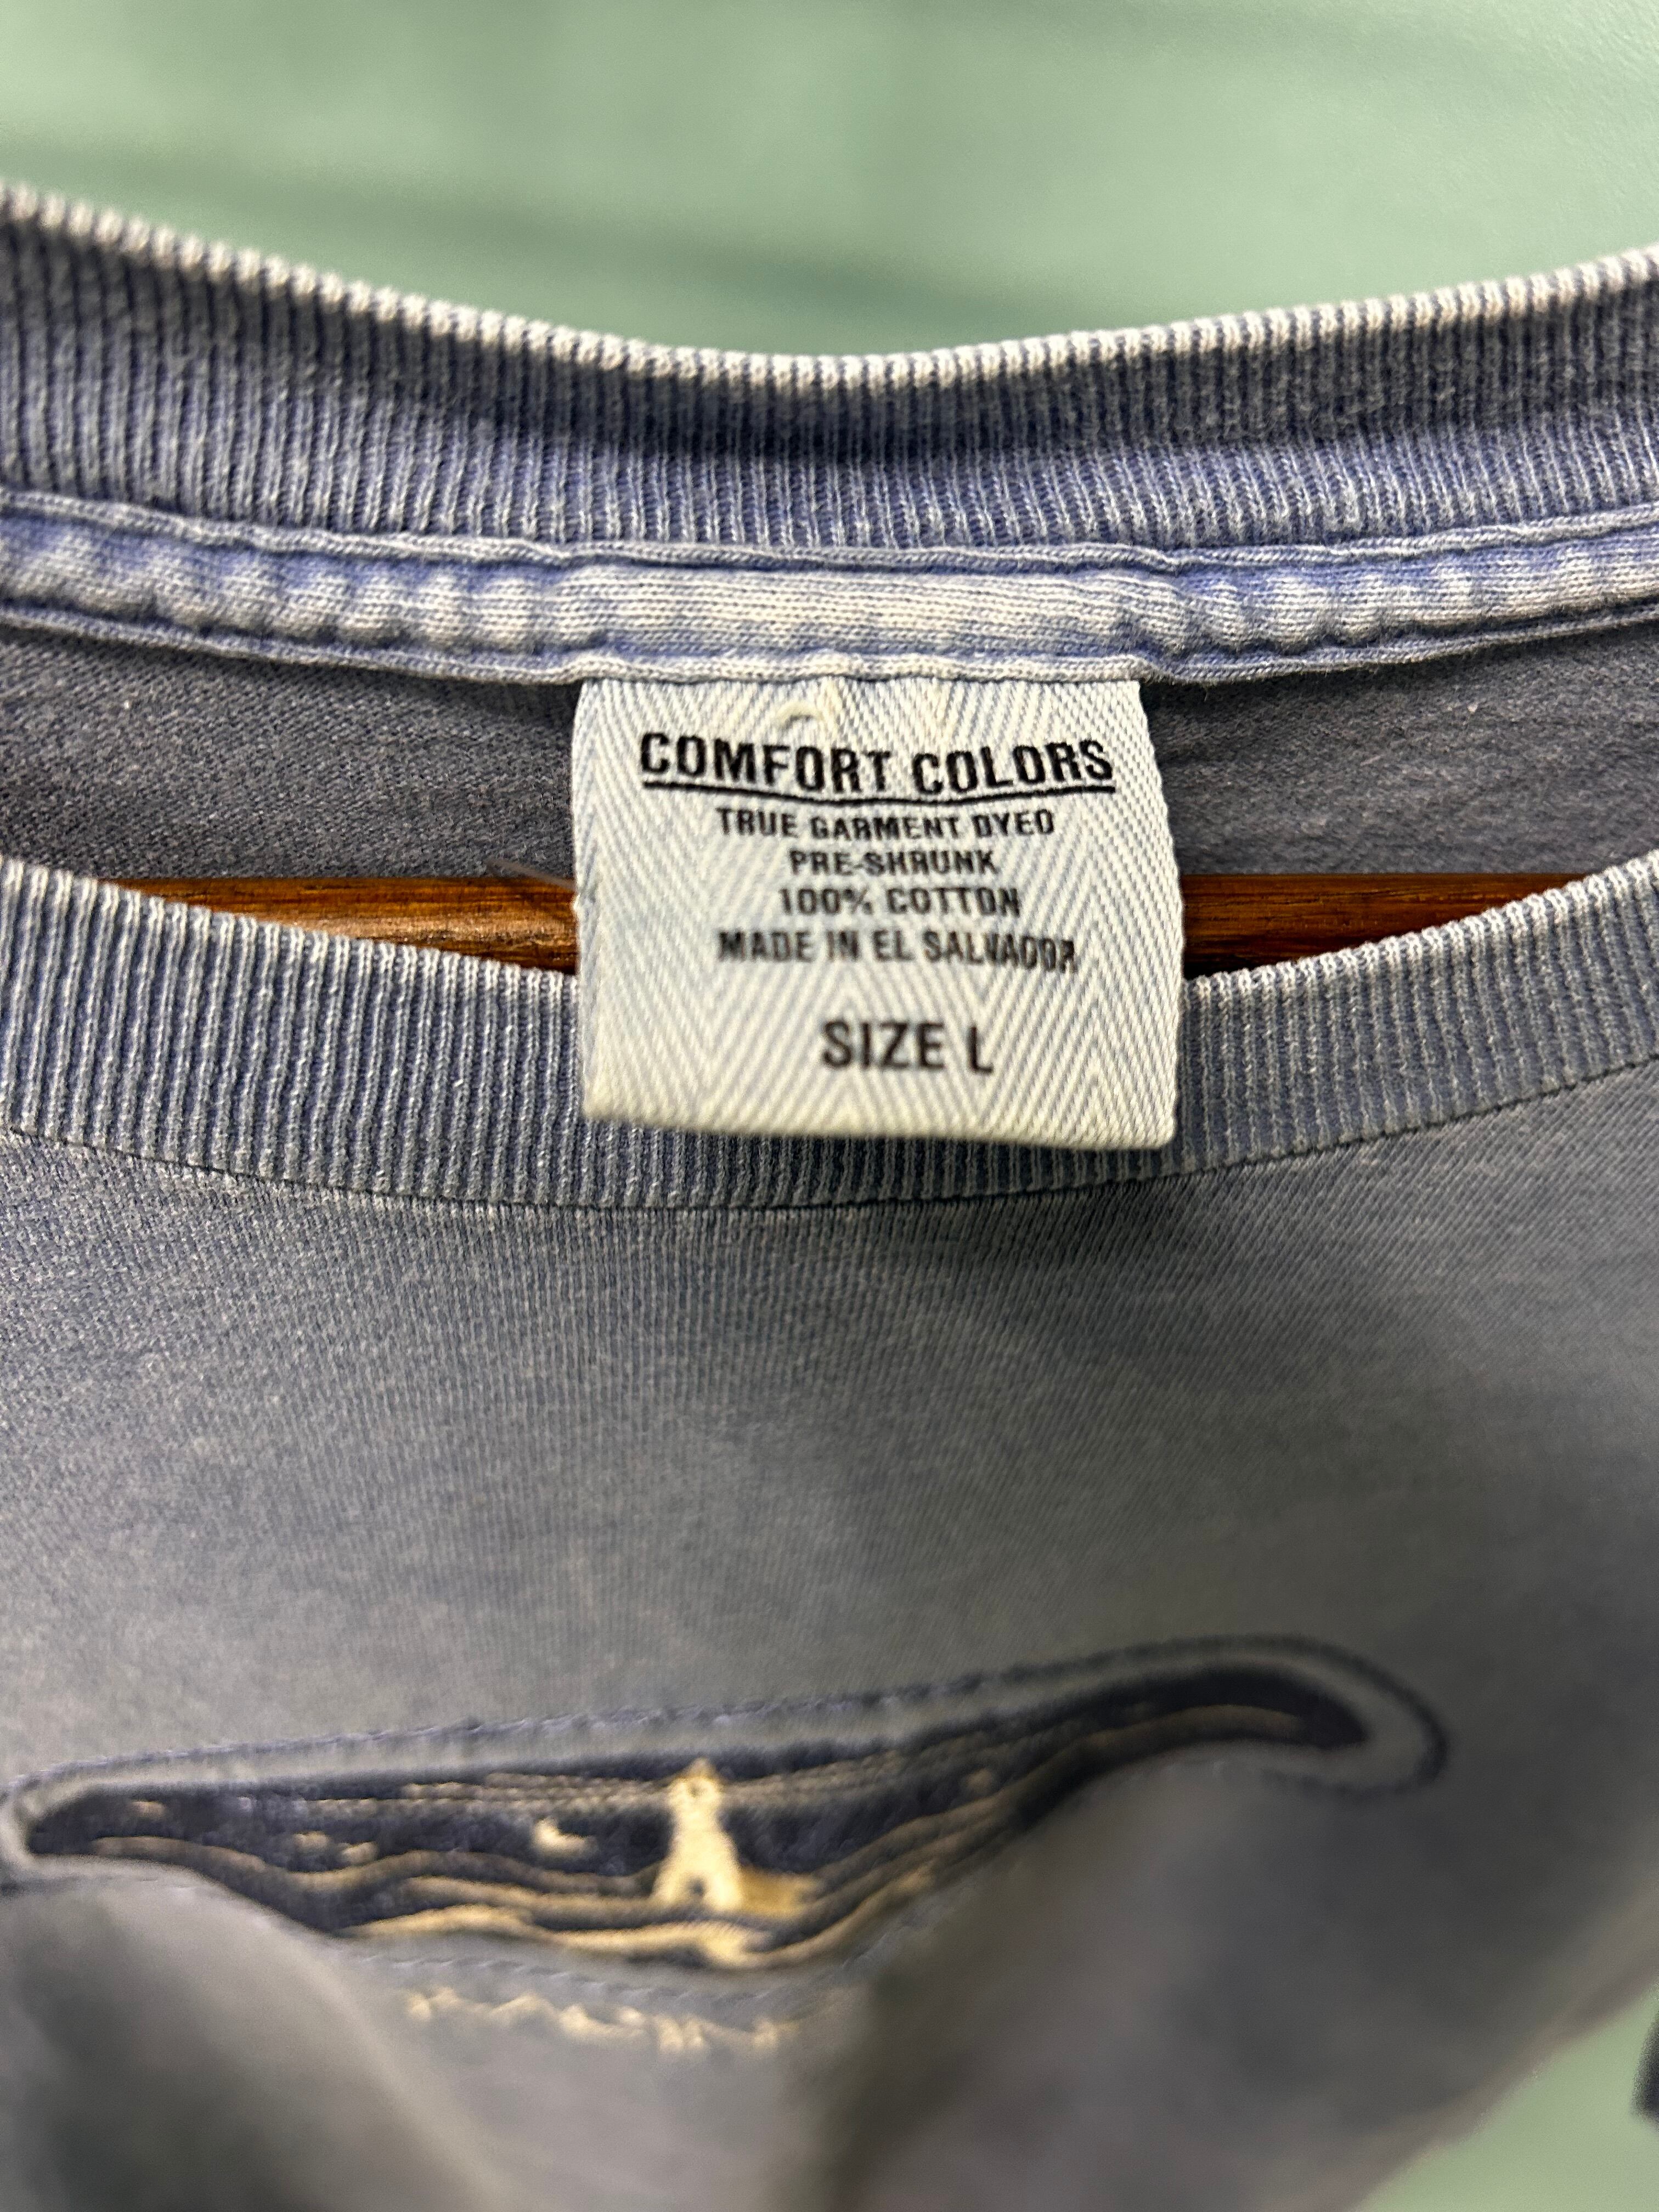 COMFORT COLORS
TRUE GARMENT DYED
PRE-SHRUNK
100% COTTON
MADE IN EL SALVADOR
SIZE L